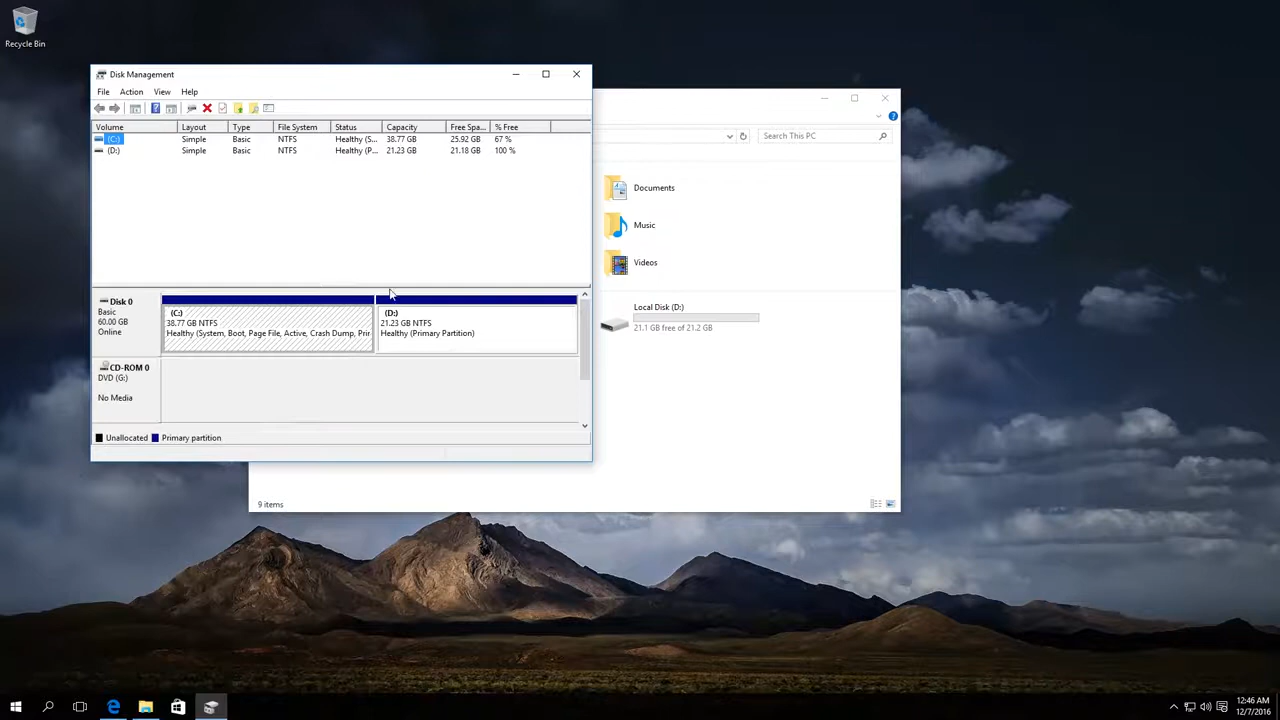 Recycle Bin
Disk Management
File Action View Help
Volume Layout Type File System Status Capacity Free Spa... % Free
(C:) Simple Basic NTFS Healthy (S... 38.77 GB 25.92 GB 67 %
(D:) Simple Basic NTFS Healthy (P... 21.23 GB 21.18 GB 100 %
Disk 0
Basic
60.00 GB
Online
(C:)
38.77 GB NTFS
Healthy (System, Boot, Page File, Active, Crash Dump, Prir
(D:)
21.23 GB NTFS
Healthy (Primary Partition)
CD-ROM 0
DVD (G:)
No Media
Unallocated Primary partition
Search This PC
Documents
Music
Videos
Local Disk (D:)
21.1 GB free of 21.2 GB
9 items
12:46 AM
12/7/2016